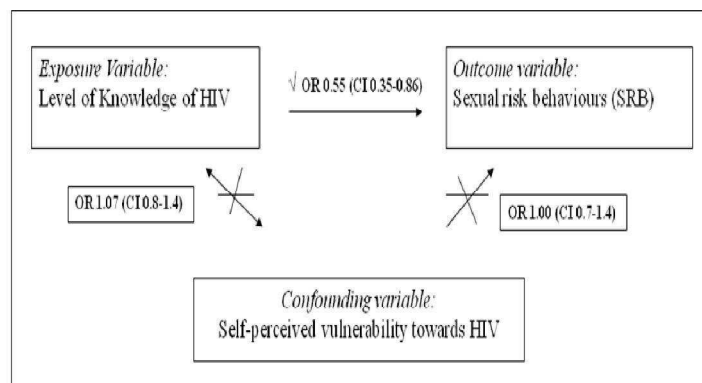 Exposure Variable:
Level of Knowledge of HIV
√ OR 0.55 (CI 0.35-0.86)
Outcome variable:
Sexual risk behaviours (SRB)
OR 1.07 (CI 0.8-1.4)
OR 1.00 (CI 0.7-1.4)
Confounding variable:
Self-perceived vulnerability towards HIV